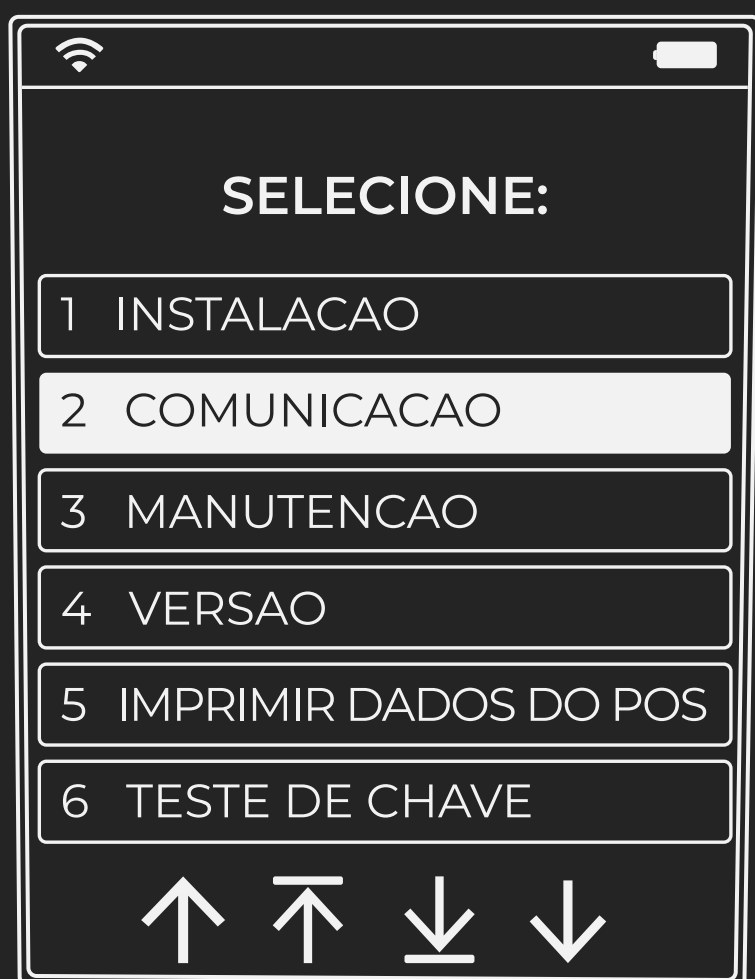 SELECIONE:
1 INSTALACAO
2 COMUNICACAO
3 MANUTENCAO
4 VERSAO
5 IMPRIMIR DADOS DO POS
6 TESTE DE CHAVE